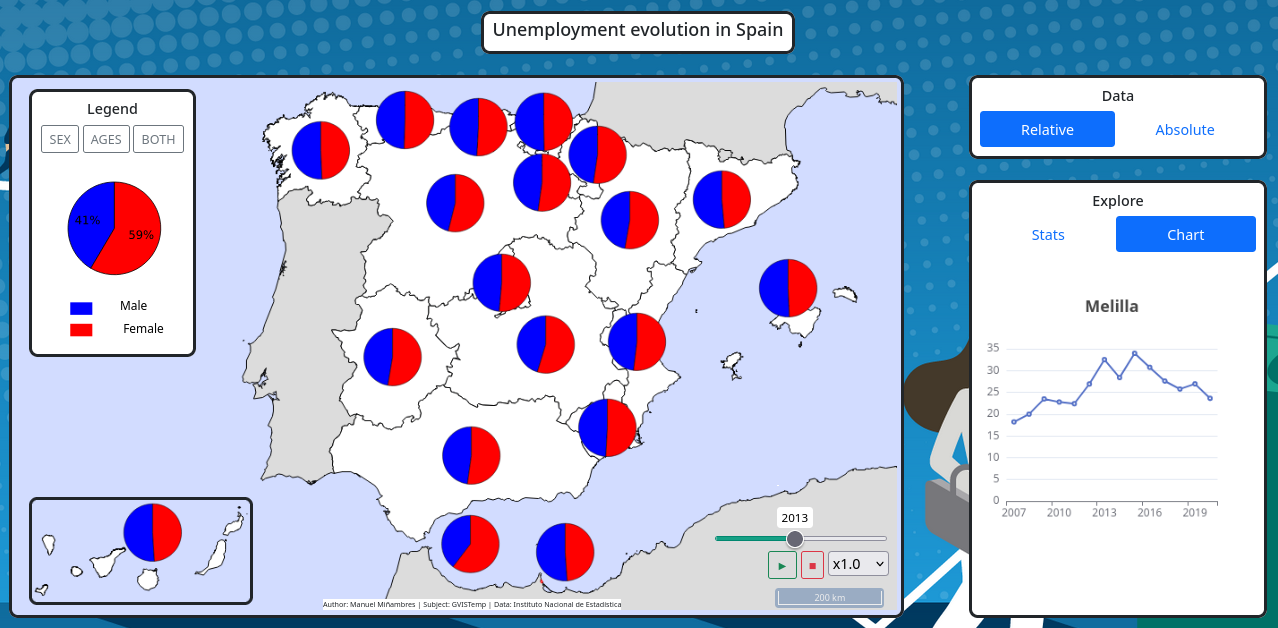 Unemployment evolution in Spain
Legend
SEX AGES BOTH
41%
59%
Male
Female
2013
x1.0
200 km
Author: Manuel Miñambres | Subject: GVISTemp | Data: Instituto Nacional de Estadística
Data
Relative Absolute
Explore
Stats Chart
Melilla
35
30
25
20
15
10
5
0
2007 2010 2013 2016 2019